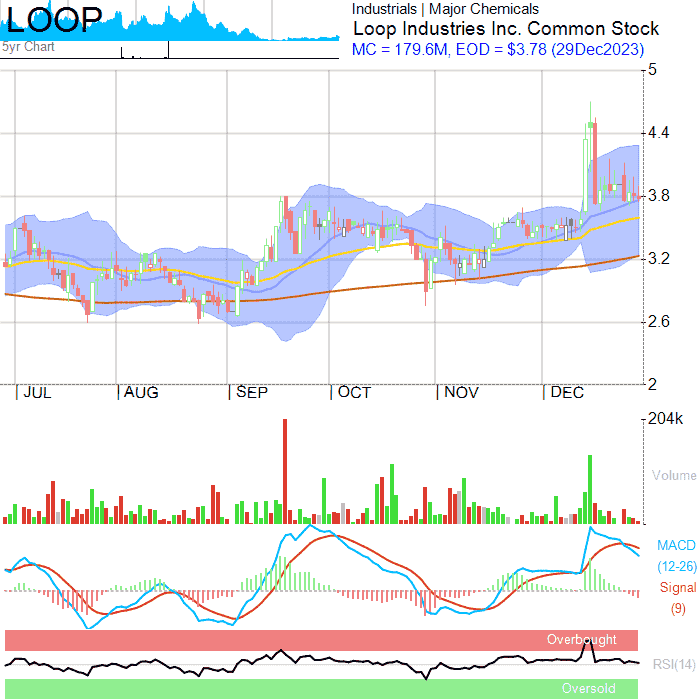 LOOP
5yr Chart
Industrials | Major Chemicals
Loop Industries Inc. Common Stock
MC = 179.6M, EOD = $3.78 (29Dec2023)
5
4.4
3.8
3.2
2.6
2
| JUL | AUG | SEP | OCT | NOV | DEC
204k
Volume
MACD
(12-26)
Signal
(9)
Overbought
RSI(14)
Oversold